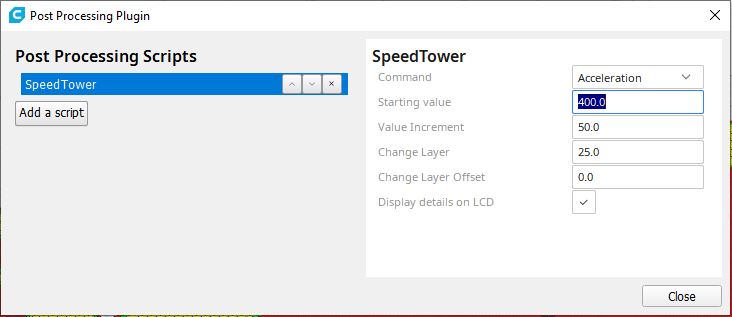 Post Processing Plugin
Post Processing Scripts
SpeedTower
Add a script
SpeedTower
Command Acceleration
Starting value 400.0
Value Increment 50.0
Change Layer 25.0
Change Layer Offset 0.0
Display details on LCD
Close